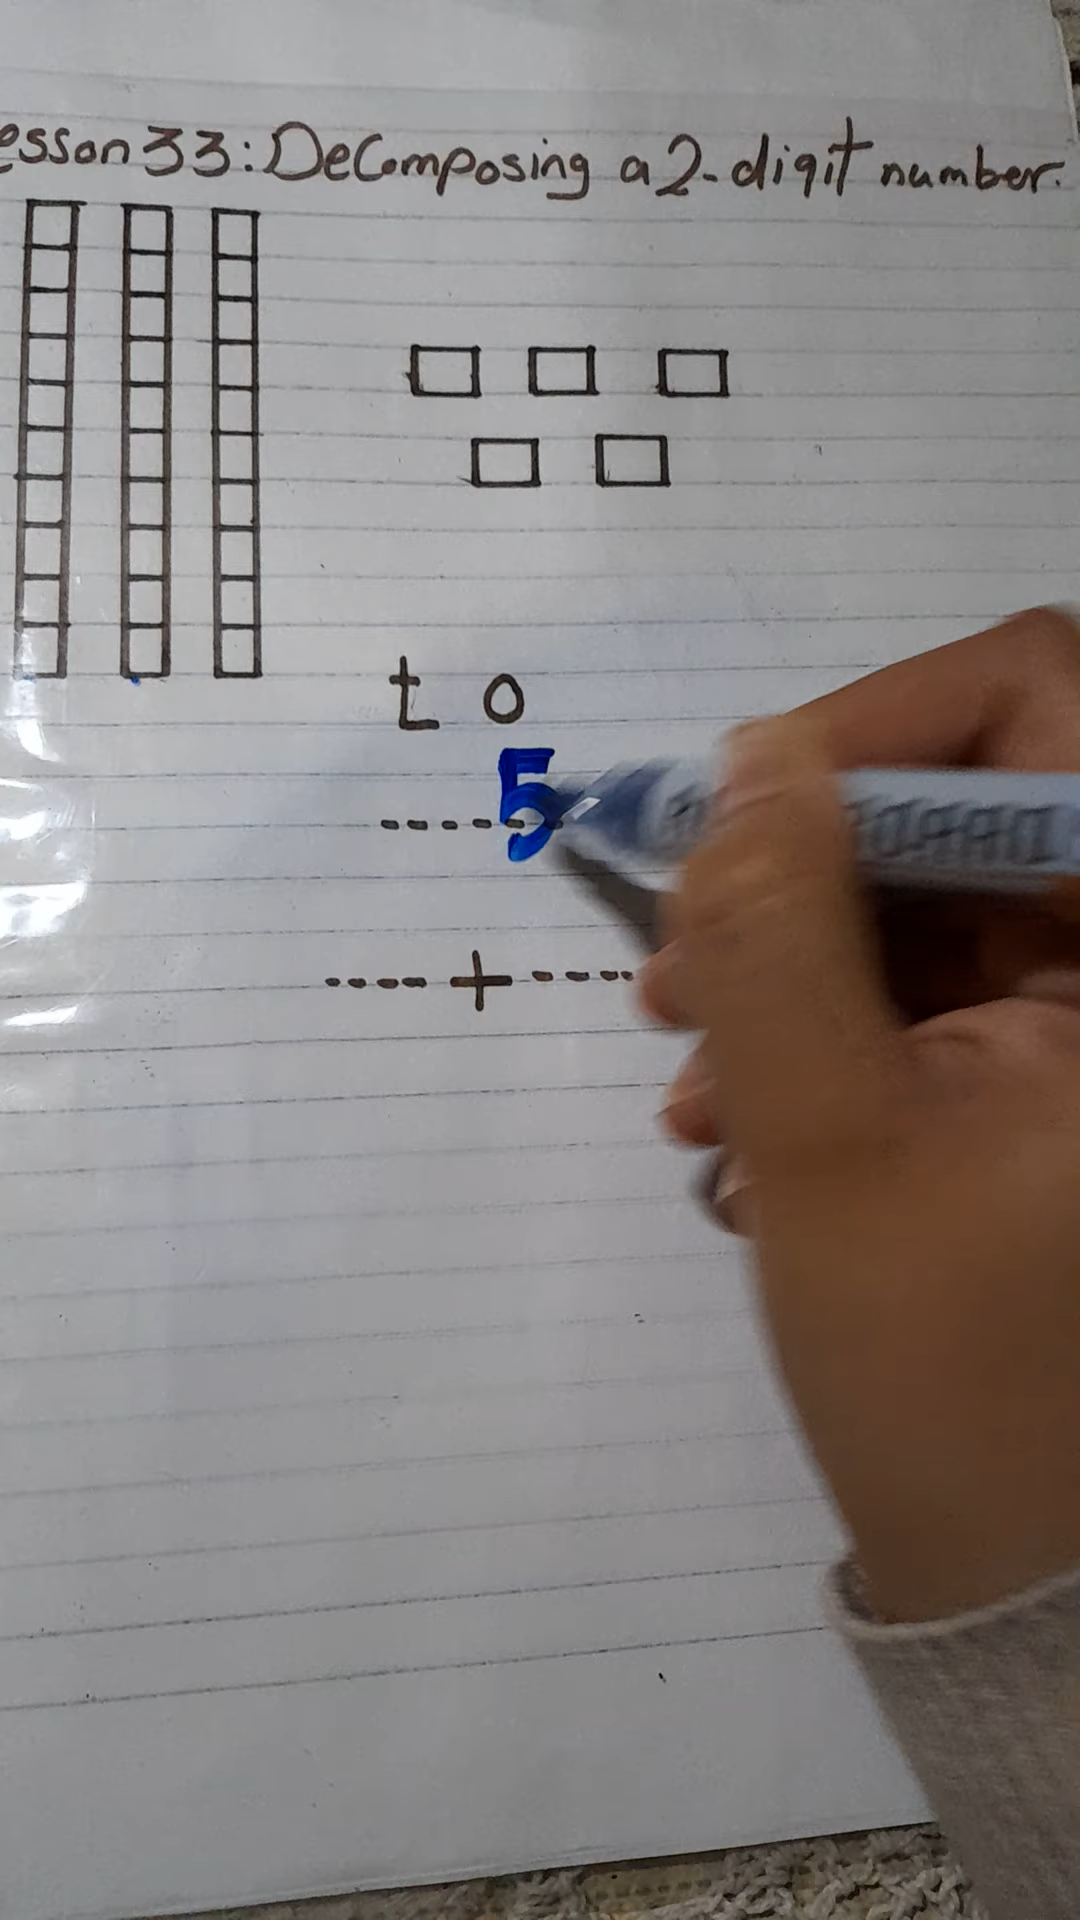 esson 33: Decomposing a 2-digit number.
t o
5
---- + ----